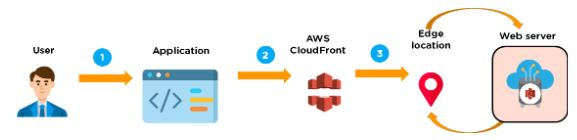 User
1
Application
2
AWS
CloudFront
3
Edge
location
Web server
</>